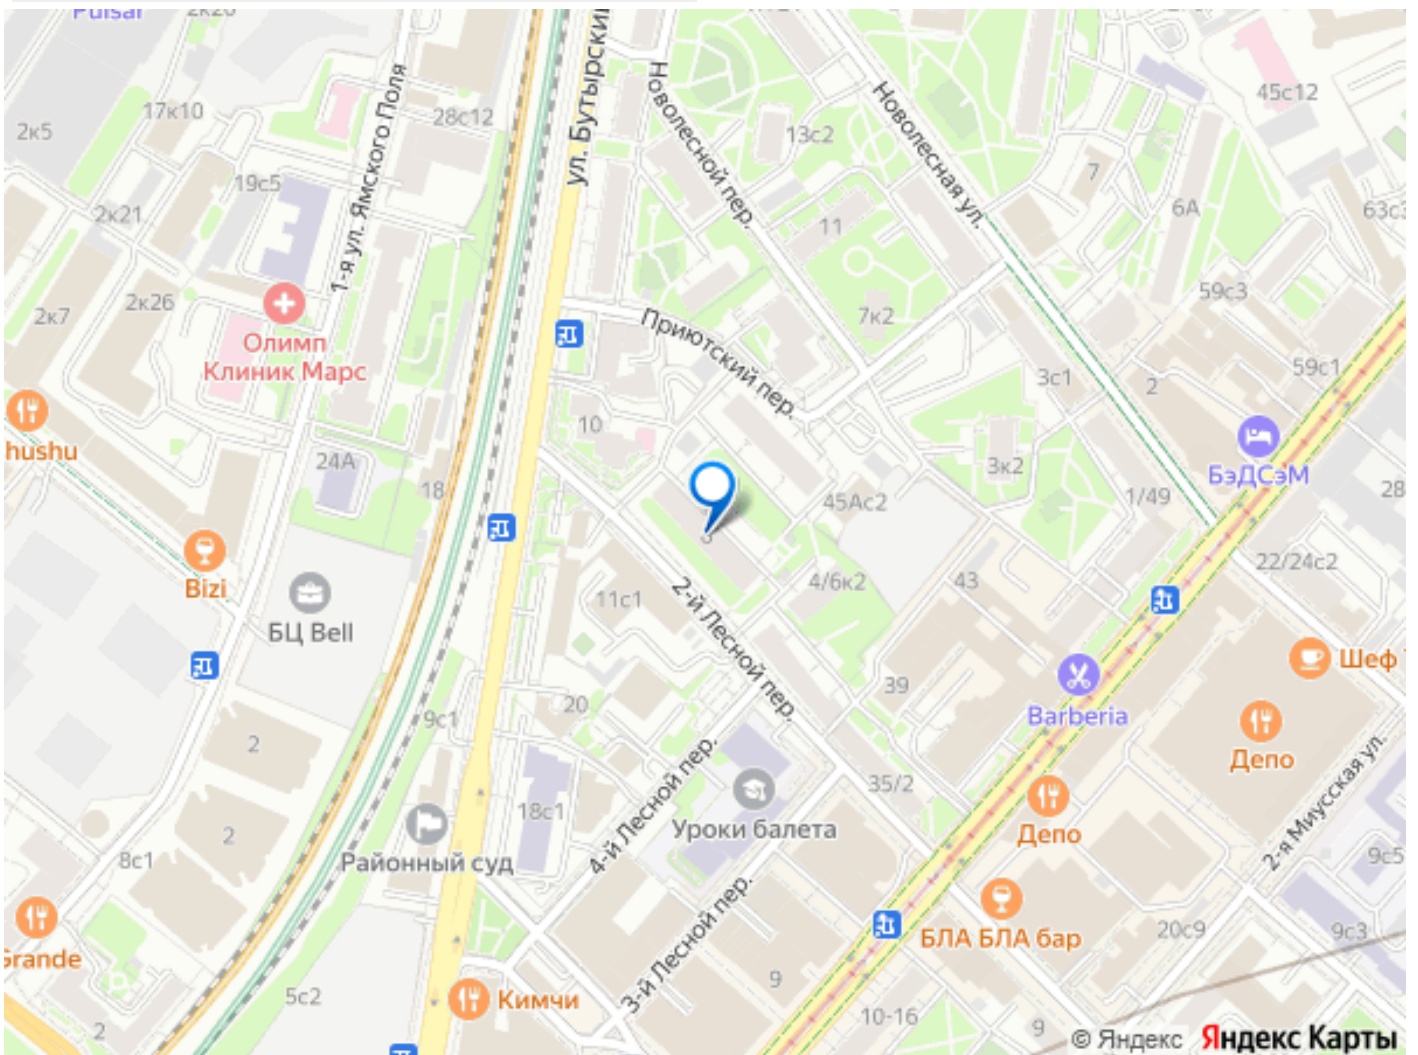 Pulsar
2к26
45с12
17к10
28с12
ул. Бутырский
Новолесной пер.
Новолесная ул.
13с2
2к5
1-я ул. Ямского Поля
19с5
7
6А
63с3
2к21
11
59с3
2к7
2к26
7к2
Приютский пер.
Олимп
Клиник Марс
59с1
3с1
2
hushu
10
24А
18
3к2
БэДСэМ
28
1/49
45Ас2
3
Bizi
БЦ Bell
11с1
2-й Лесной пер.
4/6к2
43
22/24с2
Шеф
39
Barberia
9с1
20
2
Депо
4-й Лесной пер.
35/2
2-я Миусская ул.
Депо
18с1
Уроки балета
2
8с1
Районный суд
9с5
3-й Лесной пер.
Grande
БЛА БЛА бар
20с9
9с3
5с2
Кимчи
9
10-16
9
2
© Яндекс Яндекс Карты